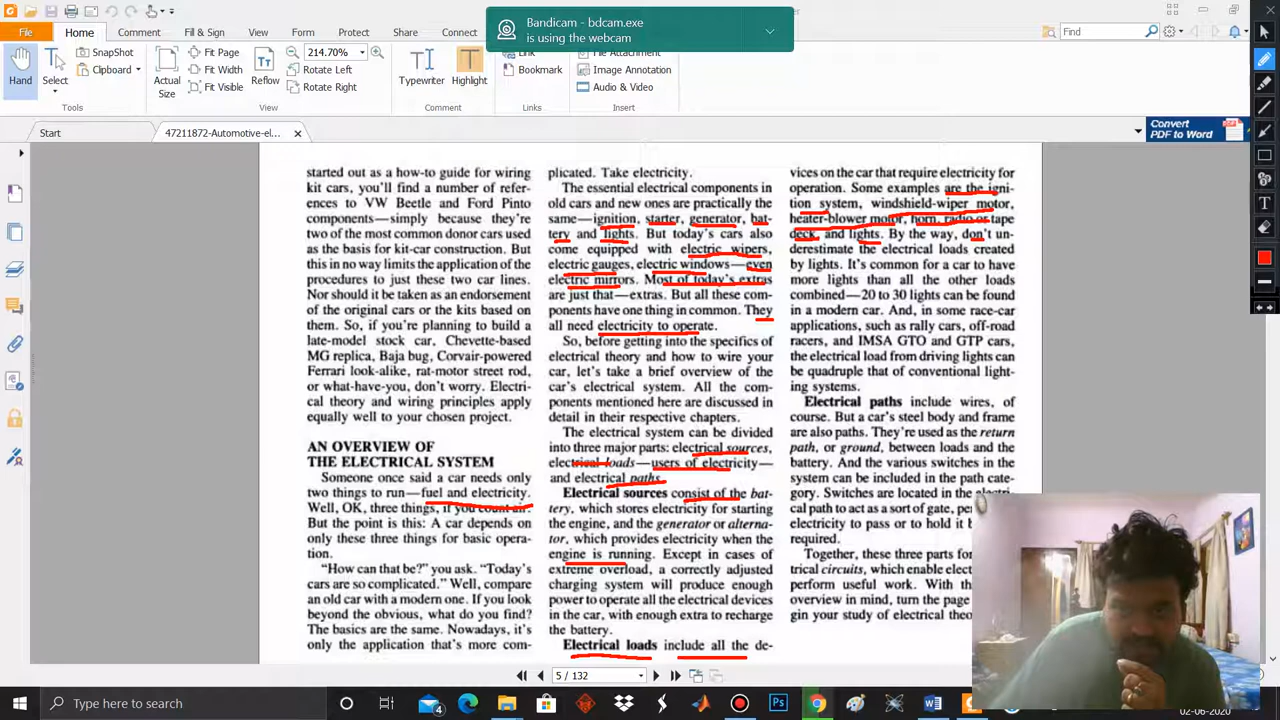 Bandicam - bdcam.exe
is using the webcam
File
Home
Comment
Fill & Sign
View
Form
Protect
Share
Connect
Find
Hand
Select
SnapShot
Clipboard
Actual
Size
Fit Page
Fit Width
Fit Visible
Reflow
214.70%
Rotate Left
Rotate Right
Typewriter
Highlight
Link
Bookmark
File Attachment
Image Annotation
Audio & Video
Tools
View
Comment
Links
Insert
Start
47211872-Automotive-el...
Convert
PDF to Word
started out as a how-to guide for wiring
kit cars, you'll find a number of refer-
ences to VW Beetle and Ford Pinto
components—simply because they're
two of the most common donor cars used
as the basis for kit-car construction. But
this in no way limits the application of the
procedures to just these two car lines.
Nor should it be taken as an endorsement
of the original cars or the kits based on
them. So, if you're planning to build a
late-model stock car, Chevette-based
MG replica, Baja bug, Corvair-powered
Ferrari look-alike, rat-motor street rod,
or what-have-you, don't worry. Electri-
cal theory and wiring principles apply
equally well to your chosen project.
AN OVERVIEW OF
THE ELECTRICAL SYSTEM
Someone once said a car needs only
two things to run—fuel and electricity.
Well, OK, three things, if you count air.
But the point is this: A car depends on
only these three things for basic opera-
tion.
"How can that be?" you ask. "Today's
cars are so complicated." Well, compare
an old car with a modern one. If you look
beyond the obvious, what do you find?
The basics are the same. Nowadays, it's
only the application that's more com-
plicated. Take electricity.
The essential electrical components in
old cars and new ones are practically the
same—ignition, starter, generator, bat-
tery and lights. But today's cars also
come equipped with electric wipers,
electric gauges, electric windows—even
electric mirrors. Most of today's extras
are just that—extras. But all these com-
ponents have one thing in common. They
all need electricity to operate.
So, before getting into the specifics of
electrical theory and how to wire your
car, let's take a brief overview of the
car's electrical system. All the com-
ponents mentioned here are discussed in
detail in their respective chapters.
The electrical system can be divided
into three major parts: electrical sources,
electrical loads—users of electricity—
and electrical paths.
Electrical sources consist of the bat-
tery, which stores electricity for starting
the engine, and the generator or alterna-
tor, which provides electricity when the
engine is running. Except in cases of
extreme overload, a correctly adjusted
charging system will produce enough
power to operate all the electrical devices
in the car, with enough extra to recharge
the battery.
Electrical loads include all the de-
vices on the car that require electricity for
operation. Some examples are the igni-
tion system, windshield-wiper motor,
heater-blower motor, horn, radio or tape
deck, and lights. By the way, don't un-
derestimate the electrical loads created
by lights. It's common for a car to have
more lights than all the other loads
combined—20 to 30 lights can be found
in a modern car. And, in some race-car
applications, such as rally cars, off-road
racers, and IMSA GTO and GTP cars,
the electrical load from driving lights can
be quadruple that of conventional light-
ing systems.
Electrical paths include wires, of
course. But a car's steel body and frame
are also paths. They're used as the return
path, or ground, between loads and the
battery. And the various switches in the
system can be included in the path cate-
gory. Switches are located in the electri-
cal path to act as a sort of gate, per
electricity to pass or to hold it b
required.
Together, these three parts for
trical circuits, which enable elect
perform useful work. With th
overview in mind, turn the page
gin your study of electrical theo
5 / 132
Type here to search
4
Ps
02-06-2020